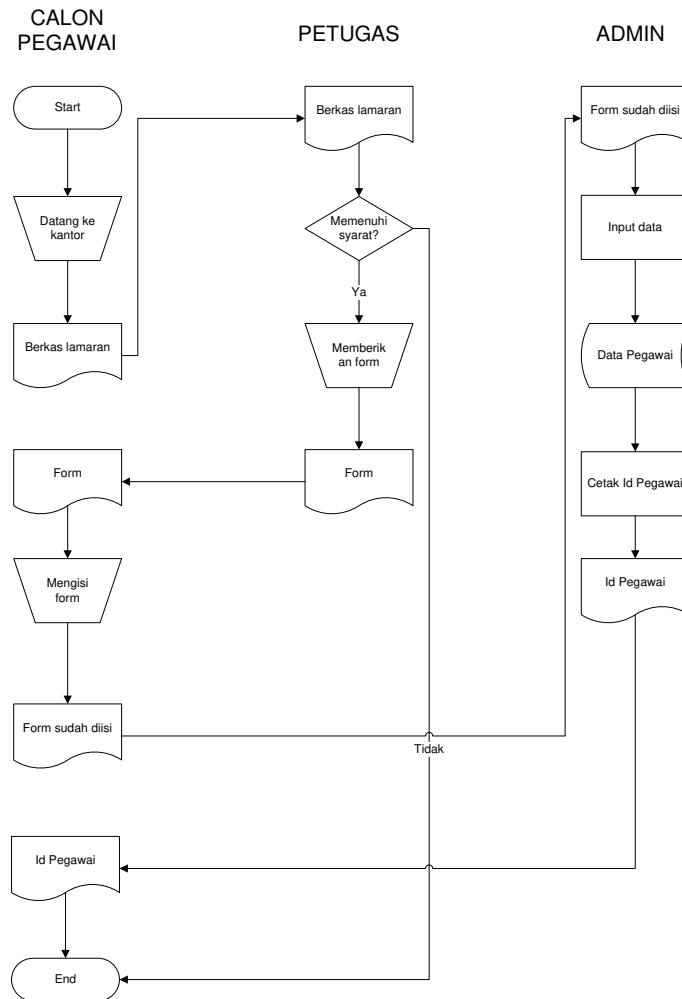 CALON
PEGAWAI
PETUGAS
ADMIN
Start
Datang ke
kantor
Berkas lamaran
Form
Mengisi
form
Form sudah diisi
Id Pegawai
End
Berkas lamaran
Memenuhi
syarat?
Ya
Memberik
an form
Form
Tidak
Form sudah diisi
Input data
Data Pegawai
Cetak Id Pegawai
Id Pegawai